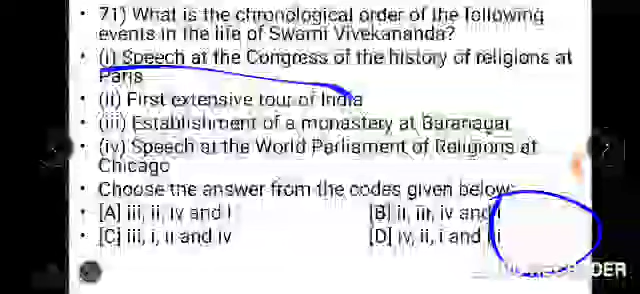 71) What is the chronological order of the following
events in the life of Swami Vivekananda?
(i) Speech at the Congress of the history of religions at
Paris
(ii) First extensive tour of India
(iii) Establishment of a monastery at Baranagar
(iv) Speech at the World Parliament of Religions at
Chicago
Choose the answer from the codes given below:
[A] iii, ii, iv and i
[B] ii, iii, iv and
[C] iii, i, ii and iv
[D] iv, ii, i and